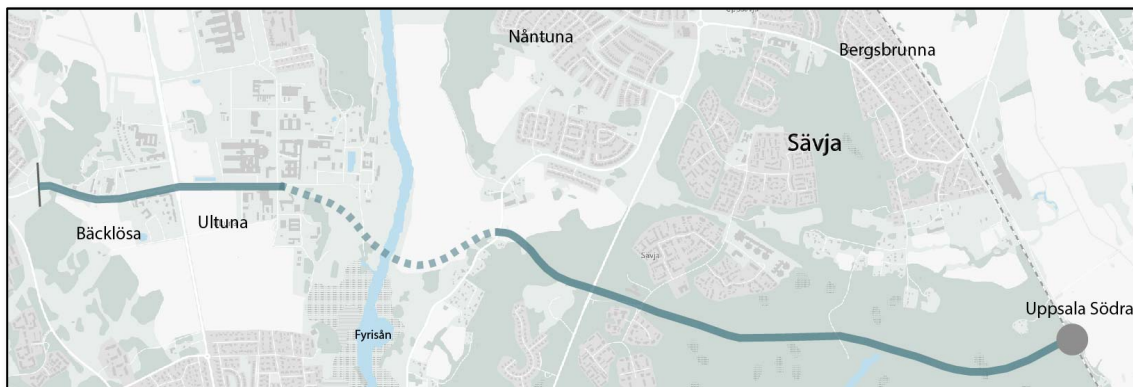 Nåntuna
Bergsbrunna
Sävja
Ultuna
Bäcklösa
Sävja
Uppsala Södra
Fyrisån